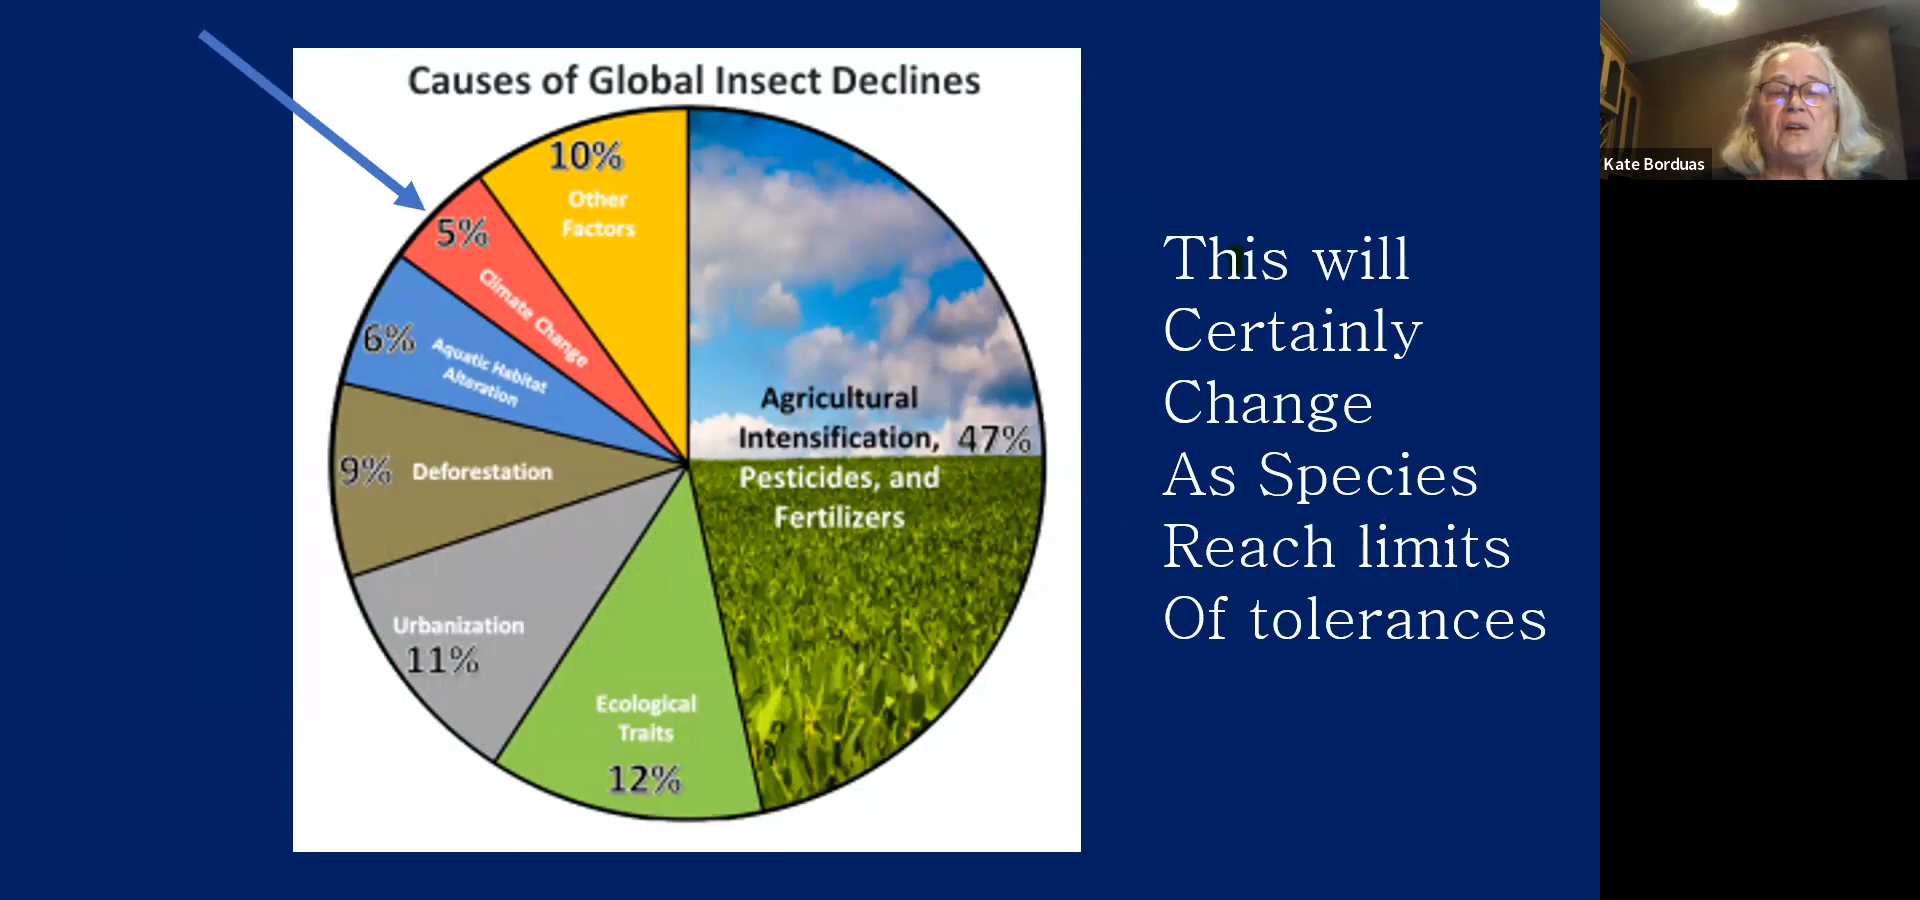 Causes of Global Insect Declines
10%
Other
Factors
5%
Climate Change
6%
Aquatic Habitat
Alteration
9% Deforestation
Urbanization
11%
Ecological
Traits
12%
Agricultural
Intensification, 47%
Pesticides, and
Fertilizers
This will
Certainly
Change
As Species
Reach limits
Of tolerances
Kate Borduas